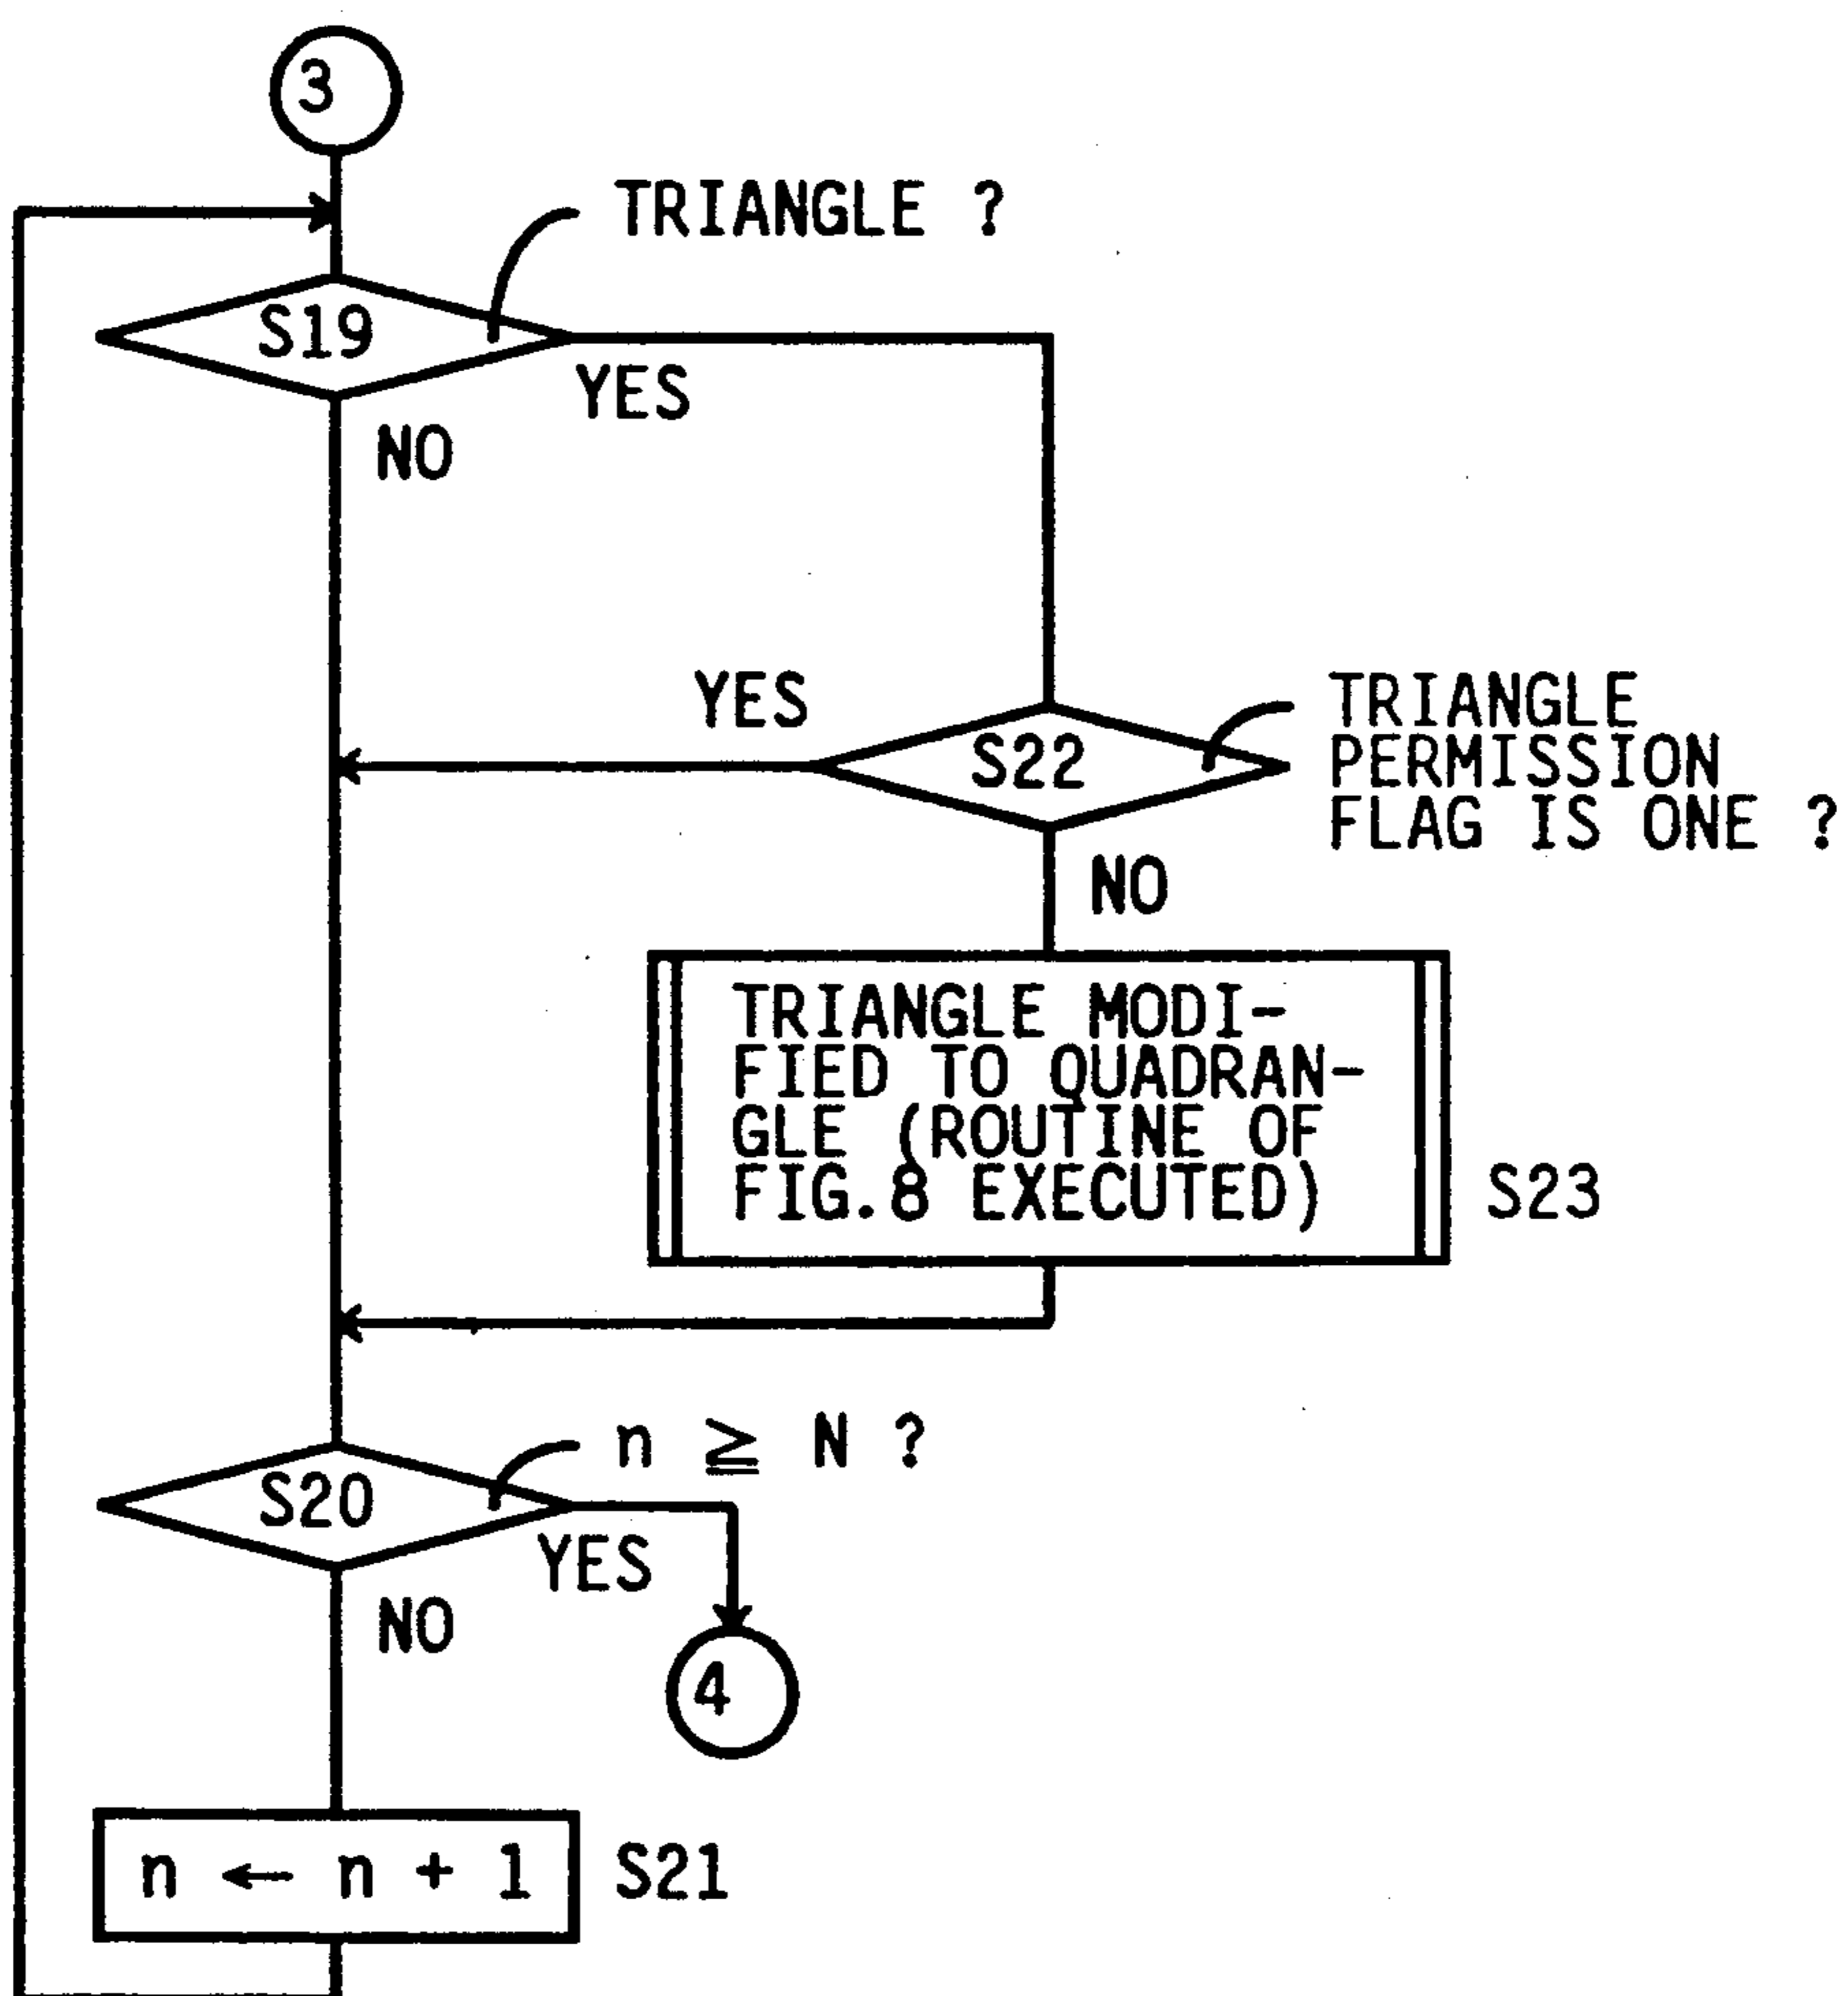 3
TRIANGLE ?
S19
YES
NO
YES
S22
TRIANGLE
PERMISSION
FLAG IS ONE ?
NO
TRIANGLE MODI-
FIED TO QUADRAN-
GLE (ROUTINE OF
FIG.8 EXECUTED)
S23
n ≧ N ?
S20
YES
NO
4
n ← n + 1
S21